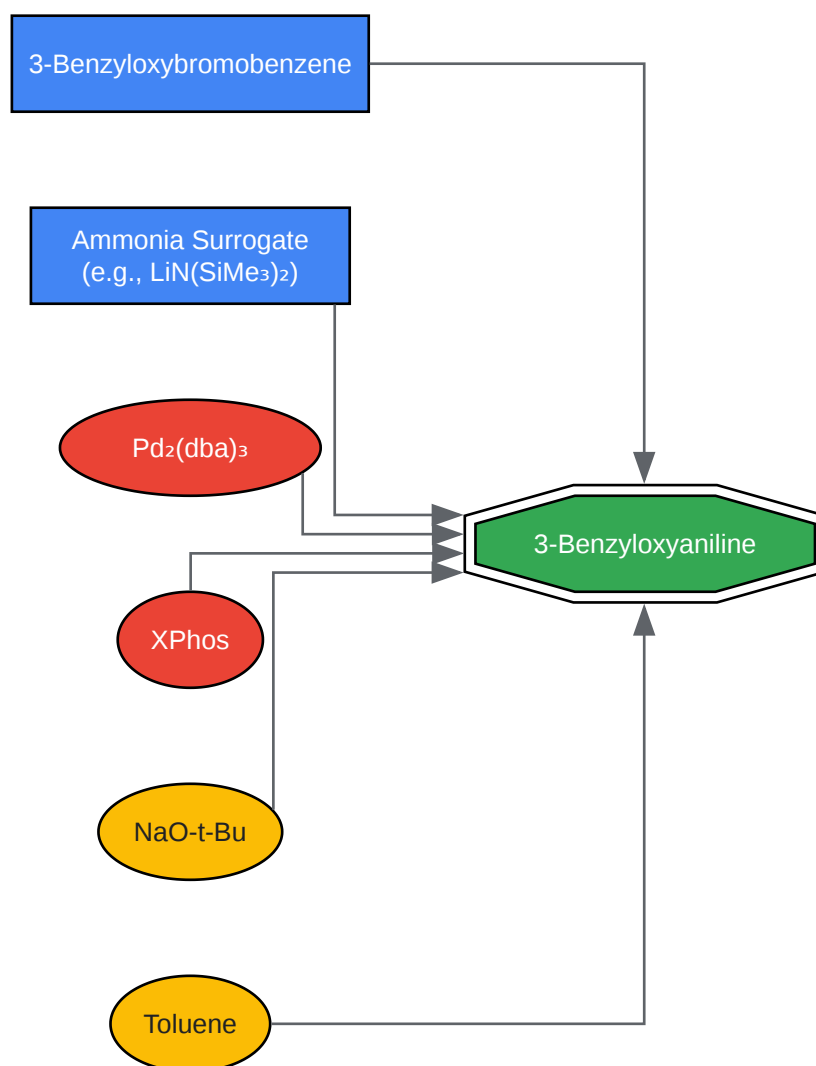 3-Benzyloxybromobenzene
Ammonia Surrogate
(e.g., LiN(SiMe₃)₂)
Pd₂(dba)₃
3-Benzyloxyaniline
XPhos
NaO-t-Bu
Toluene